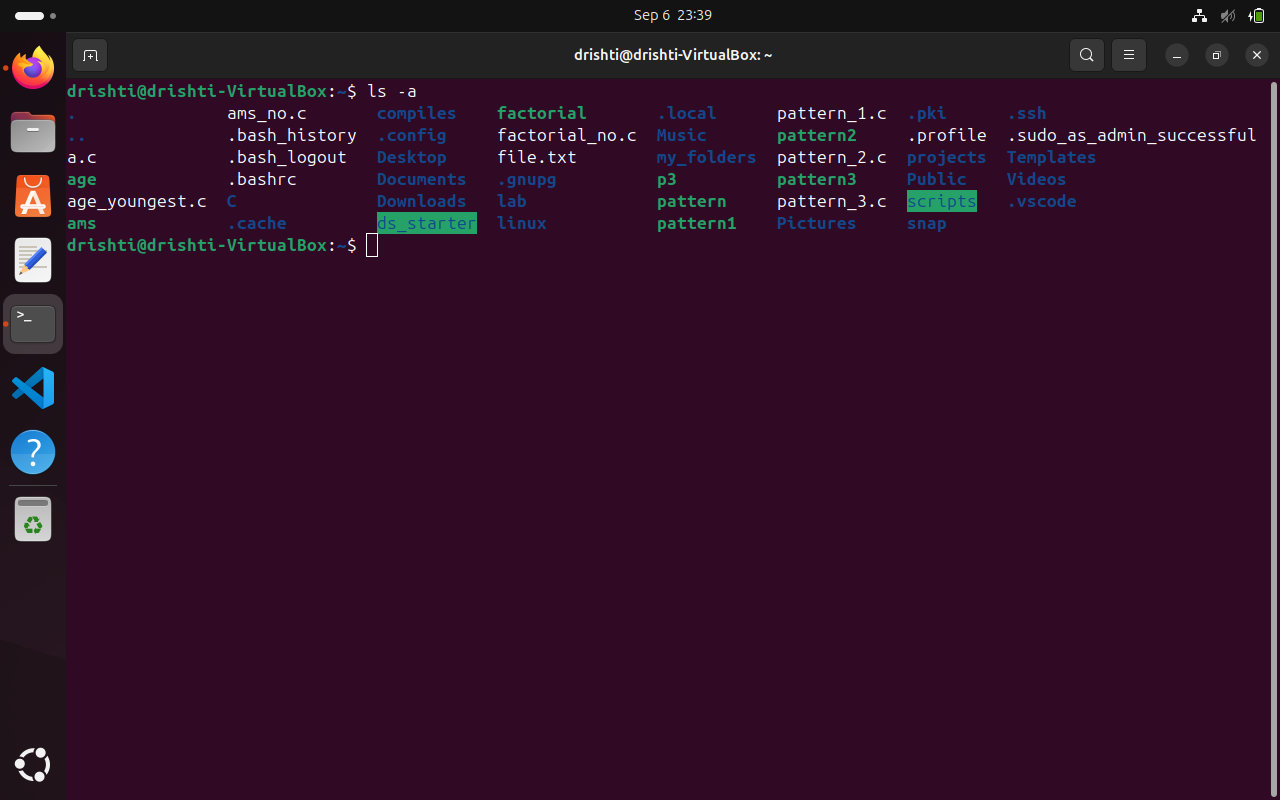 Sep 6 23:39
drishti@drishti-VirtualBox: ~
drishti@drishti-VirtualBox:~$ ls -a
. ams_no.c compiles factorial .local pattern_1.c .pki .ssh
.. .bash_history .config factorial_no.c Music pattern2 .profile .sudo_as_admin_successful
a.c .bash_logout Desktop file.txt my_folders pattern_2.c projects Templates
age .bashrc Documents .gnupg p3 pattern3 Public Videos
age_youngest.c C Downloads lab pattern pattern_3.c scripts .vscode
ams .cache ds_starter linux pattern1 Pictures snap
drishti@drishti-VirtualBox:~$